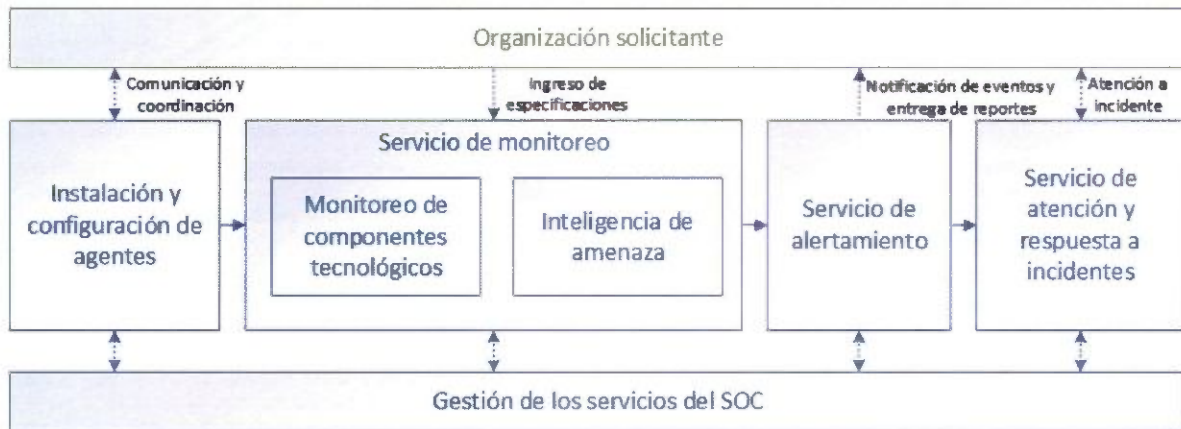 Organización solicitante
Comunicación y
coordinación
Ingreso de
especificaciones
Notificación de eventos y
entrega de reportes
Atención a
incidente
Instalación y
configuración de
agentes
Servicio de monitoreo
Monitoreo de
componentes
tecnológicos
Inteligencia de
amenaza
Servicio de
alertamiento
Servicio de
atención y
respuesta a
incidentes
Gestión de los servicios del SOC